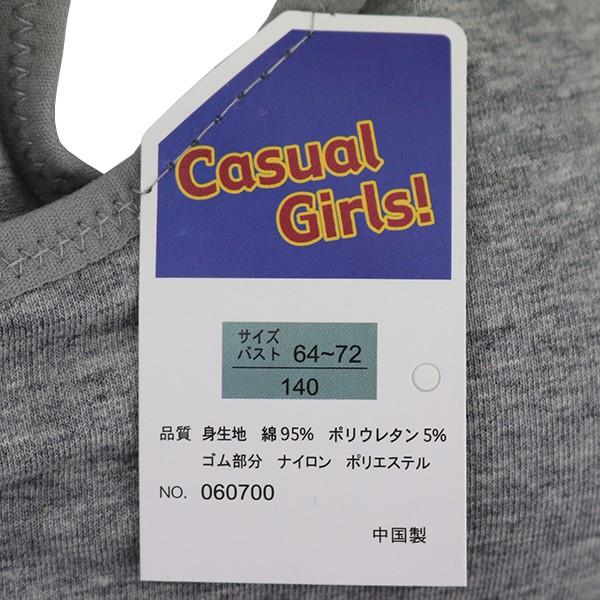 Casual
Girls!
サイズ
バスト 64~72
140
品質 身生地 綿95% ポリウレタン5%
ゴム部分 ナイロン ポリエステル
NO. 060700
中国製